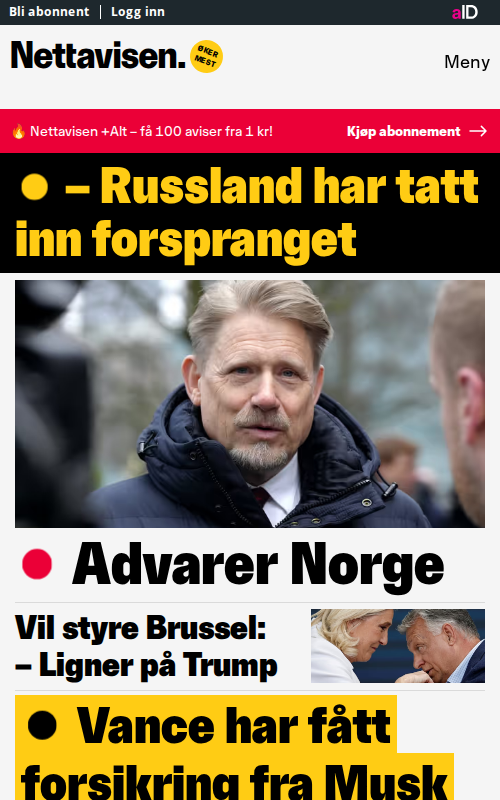 Bli abonnent | Logg inn aID
Nettavisen. ØKER MEST
Meny
🔥 Nettavisen +Alt – få 100 aviser fra 1 kr! Kjøp abonnement →
– Russland har tatt
inn forspranget
Advarer Norge
Vil styre Brussel:
– Ligner på Trump
Vance har fått
forsikring fra Musk